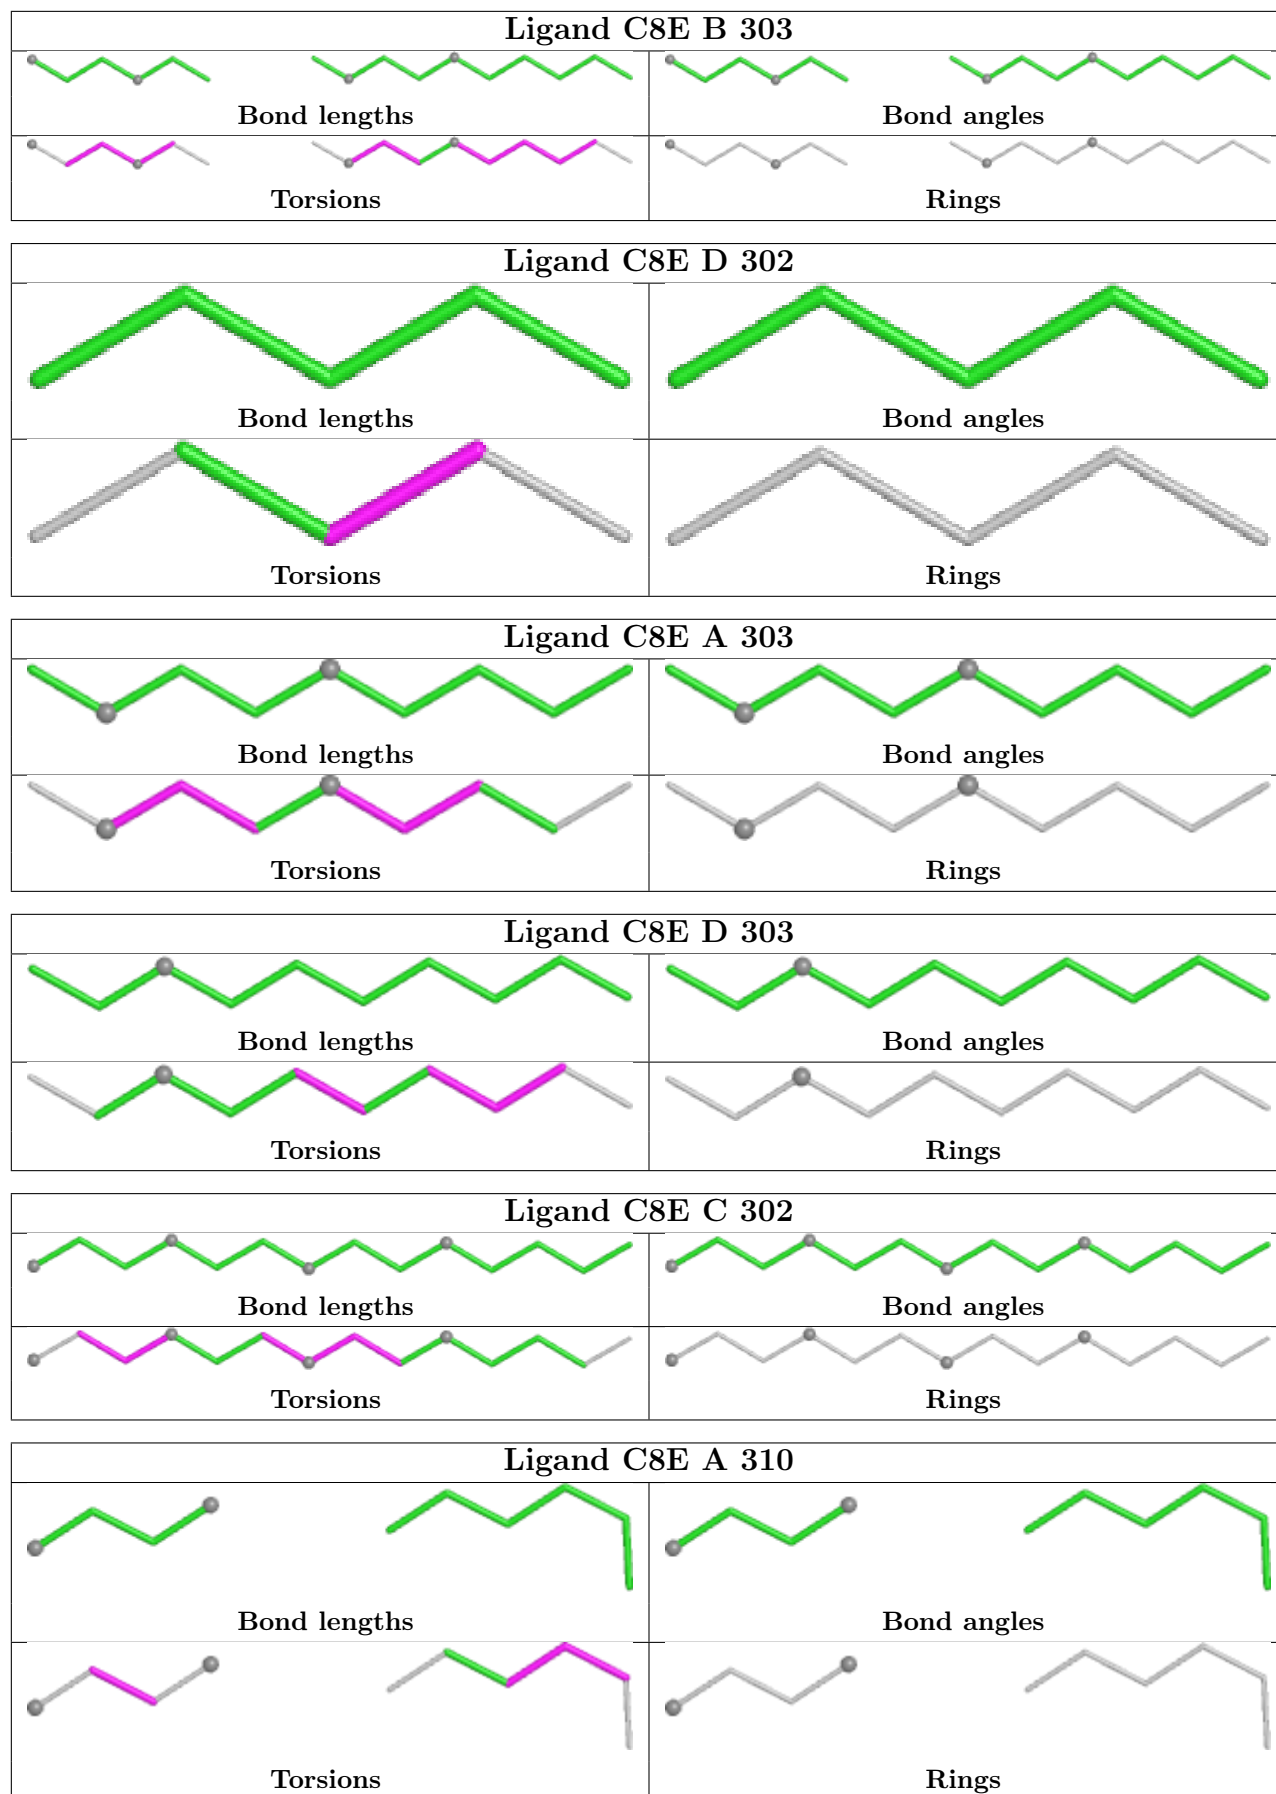 Ligand C8E B 303
Bond lengths Bond angles
Torsions Rings
Ligand C8E D 302
Bond lengths Bond angles
Torsions Rings
Ligand C8E A 303
Bond lengths Bond angles
Torsions Rings
Ligand C8E D 303
Bond lengths Bond angles
Torsions Rings
Ligand C8E C 302
Bond lengths Bond angles
Torsions Rings
Ligand C8E A 310
Bond lengths Bond angles
Torsions Rings